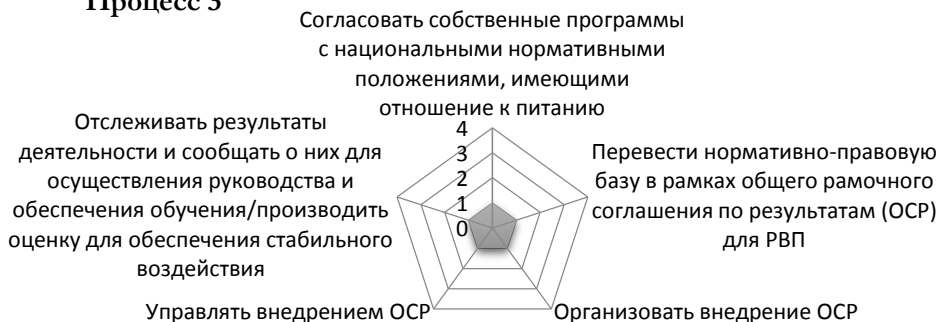 Процесс 3
Согласовать собственные программы
с национальными нормативными
положениями, имеющими
отношение к питанию
4
3
2
1
0
Перевести нормативно-правовую
базу в рамках общего рамочного
соглашения по результатам (ОСР)
для РВП
Организовать внедрение ОСР
Управлять внедрением ОСР
Отслеживать результаты
деятельности и сообщать о них для
осуществления руководства и
обеспечения обучения/производить
оценку для обеспечения стабильного
воздействия